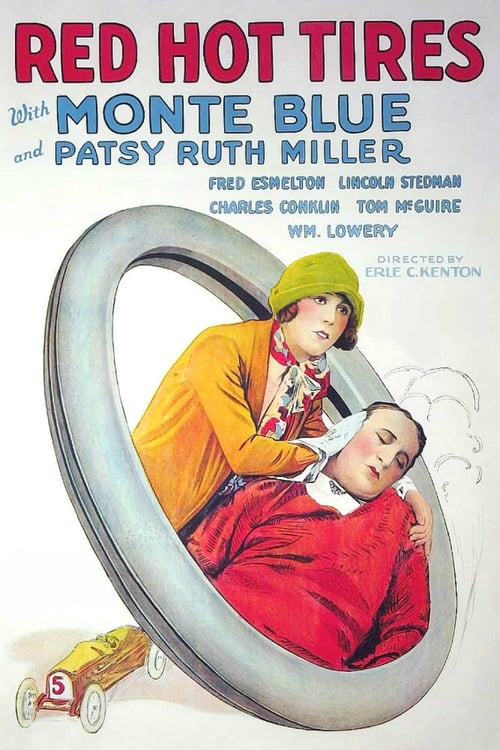 RED HOT TIRES
With MONTE BLUE
and PATSY RUTH MILLER
FRED ESMELTON LINCOLN STEDMAN
CHARLES CONKLIN TOM McGUIRE
WM. LOWERY
DIRECTED BY
ERLE C. KENTON
5